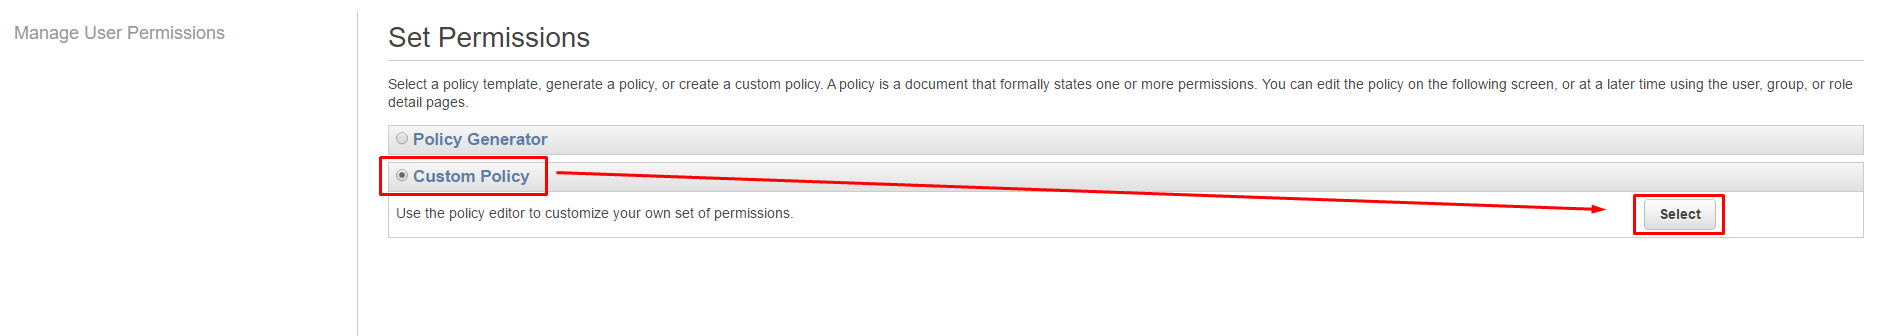 Manage User Permissions
Set Permissions
Select a policy template, generate a policy, or create a custom policy. A policy is a document that formally states one or more permissions. You can edit the policy on the following screen, or at a later time using the user, group, or role
detail pages.
Policy Generator
Custom Policy
Use the policy editor to customize your own set of permissions.
Select